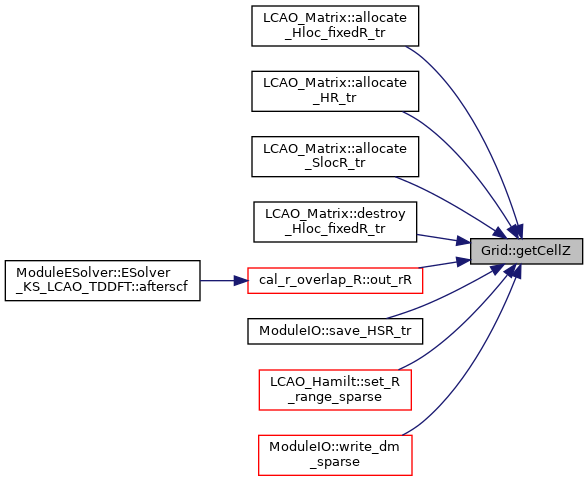 LCAO_Matrix::allocate
_Hloc_fixedR_tr
LCAO_Matrix::allocate
_HR_tr
LCAO_Matrix::allocate
_SlocR_tr
LCAO_Matrix::destroy
_Hloc_fixedR_tr
Grid::getCellZ
ModuleESolver::ESolver
_KS_LCAO_TDDFT::afterscf
cal_r_overlap_R::out_rR
ModuleIO::save_HSR_tr
LCAO_Hamilt::set_R
_range_sparse
ModuleIO::write_dm
_sparse